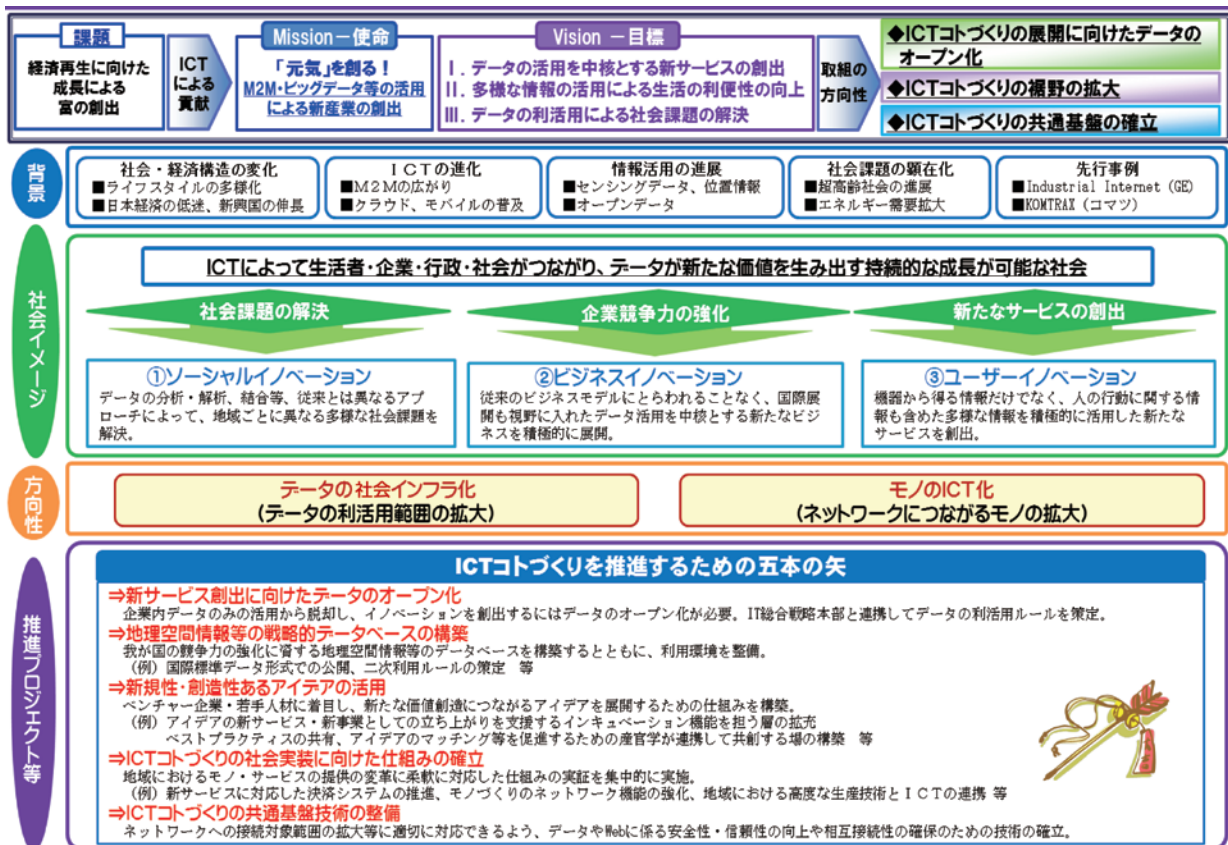 課題
経済再生に向けた
成長による
富の創出
ICT
による
貢献
Mission－使命
「元気」を創る！
M2M・ビッグデータ等の活用
による新産業の創出
Vision －目標
Ⅰ．データの活用を中核とする新サービスの創出
Ⅱ．多様な情報の活用による生活の利便性の向上
Ⅲ．データの利活用による社会課題の解決
取組の
方向性
◆ICTコトづくりの展開に向けたデータの
オープン化
◆ICTコトづくりの裾野の拡大
◆ICTコトづくりの共通基盤の確立
背景
社会・経済構造の変化
■ライフスタイルの多様化
■日本経済の低迷、新興国の伸長
ＩＣＴの進化
■M２Mの広がり
■クラウド、モバイルの普及
情報活用の進展
■センシングデータ、位置情報
■オープンデータ
社会課題の顕在化
■超高齢社会の進展
■エネルギー需要拡大
先行事例
■Industrial Internet（GE）
■KOMTRAX（コマツ）
社会イメージ
ICTによって生活者・企業・行政・社会がつながり、データが新たな価値を生み出す持続的な成長が可能な社会
社会課題の解決
企業競争力の強化
新たなサービスの創出
①ソーシャルイノベーション
データの分析・解析、結合等、従来とは異なるアプ
ローチによって、地域ごとに異なる多様な社会課題を
解決。
②ビジネスイノベーション
従来のビジネスモデルにとらわれることなく、国際展
開も視野に入れたデータ活用を中核とする新たなビジ
ネスを積極的に展開。
③ユーザーイノベーション
機器から得る情報だけでなく、人の行動に関する情
報も含めた多様な情報を積極的に活用した新たな
サービスを創出。
方向性
データの社会インフラ化
（データの利活用範囲の拡大）
モノのICT化
（ネットワークにつながるモノの拡大）
推進プロジェクト等
ICTコトづくりを推進するための五本の矢
⇒新サービス創出に向けたデータのオープン化
企業内データのみの活用から脱却し、イノベーションを創出するにはデータのオープン化が必要。IT総合戦略本部と連携してデータの利活用ルールを策定。
⇒地理空間情報等の戦略的データベースの構築
我が国の競争力の強化に資する地理空間情報等のデータベースを構築するとともに、利用環境を整備。
（例）国際標準データ形式での公開、二次利用ルールの策定　等
⇒新規性・創造性あるアイデアの活用
ベンチャー企業・若手人材に着目し、新たな価値創造につながるアイデアを展開するための仕組みを構築。
（例）アイデアの新サービス・新事業としての立ち上がりを支援するインキュベーション機能を担う層の拡充
ベストプラクティスの共有、アイデアのマッチング等を促進するための産官学が連携して共創する場の構築　等
⇒ICTコトづくりの社会実装に向けた仕組みの確立
地域におけるモノ・サービスの提供の変革に柔軟に対応した仕組みの実証を集中的に実施。
（例）新サービスに対応した決済システムの推進、モノづくりのネットワーク機能の強化、地域における高度な生産技術とＩＣＴの連携 等
⇒ICTコトづくりの共通基盤技術の整備
ネットワークへの接続対象範囲の拡大等に適切に対応できるよう、データやWebに係る安全性・信頼性の向上や相互接続性の確保のための技術の確立。